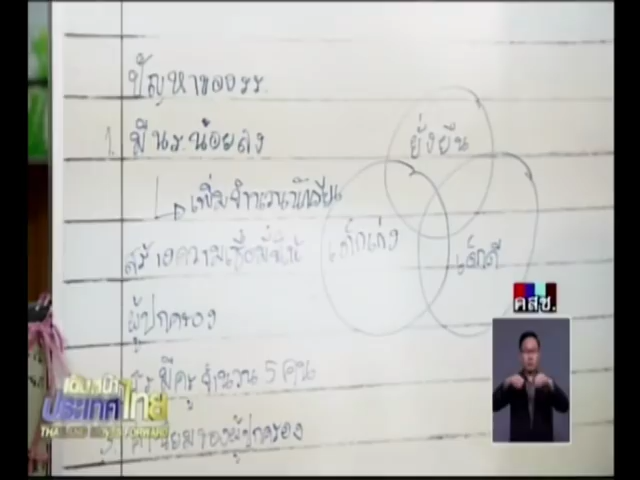 ปัญหาของรร.
1. มีนร.น้อยลง
ยั่งยืน
เพิ่มจำนวนนักเรียน
สร้างความเชื่อมั่นให้
เด็กเก่ง
เด็กดี
ผู้ปกครอง
คสช.
มีครูจำนวน 5 คน
เดินหน้า
ประเทศไทย
ค่านิยมของผู้ปกครอง